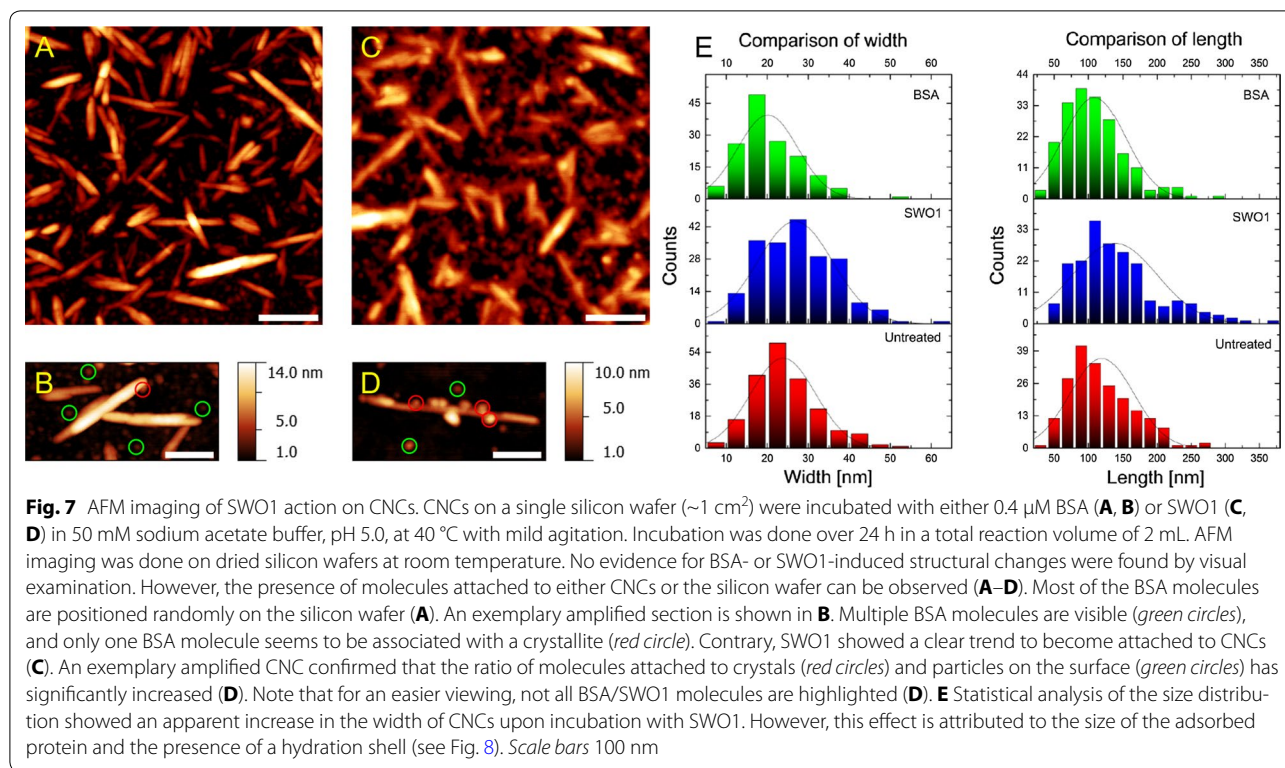 A
C
E
Comparison of width
Comparison of length
10 20 30 40 50 60
50 100 150 200 250 300 350
BSA
BSA
45
30
15
0
44
33
22
11
0
SWO1
SWO1
42
28
14
0
33
22
11
0
Counts
Counts
Untreated
Untreated
54
36
18
0
39
26
13
0
10 20 30 40 50 60
50 100 150 200 250 300 350
Width [nm]
Length [nm]
B
14.0 nm
5.0
1.0
D
10.0 nm
5.0
1.0
Fig. 7 AFM imaging of SWO1 action on CNCs. CNCs on a single silicon wafer (~1 cm²) were incubated with either 0.4 µM BSA (A, B) or SWO1 (C,
D) in 50 mM sodium acetate buffer, pH 5.0, at 40 °C with mild agitation. Incubation was done over 24 h in a total reaction volume of 2 mL. AFM
imaging was done on dried silicon wafers at room temperature. No evidence for BSA- or SWO1-induced structural changes were found by visual
examination. However, the presence of molecules attached to either CNCs or the silicon wafer can be observed (A–D). Most of the BSA molecules
are positioned randomly on the silicon wafer (A). An exemplary amplified section is shown in B. Multiple BSA molecules are visible (green circles),
and only one BSA molecule seems to be associated with a crystallite (red circle). Contrary, SWO1 showed a clear trend to become attached to CNCs
(C). An exemplary amplified CNC confirmed that the ratio of molecules attached to crystals (red circles) and particles on the surface (green circles) has
significantly increased (D). Note that for an easier viewing, not all BSA/SWO1 molecules are highlighted (D). E Statistical analysis of the size distribu-
tion showed an apparent increase in the width of CNCs upon incubation with SWO1. However, this effect is attributed to the size of the adsorbed
protein and the presence of a hydration shell (see Fig. 8). Scale bars 100 nm